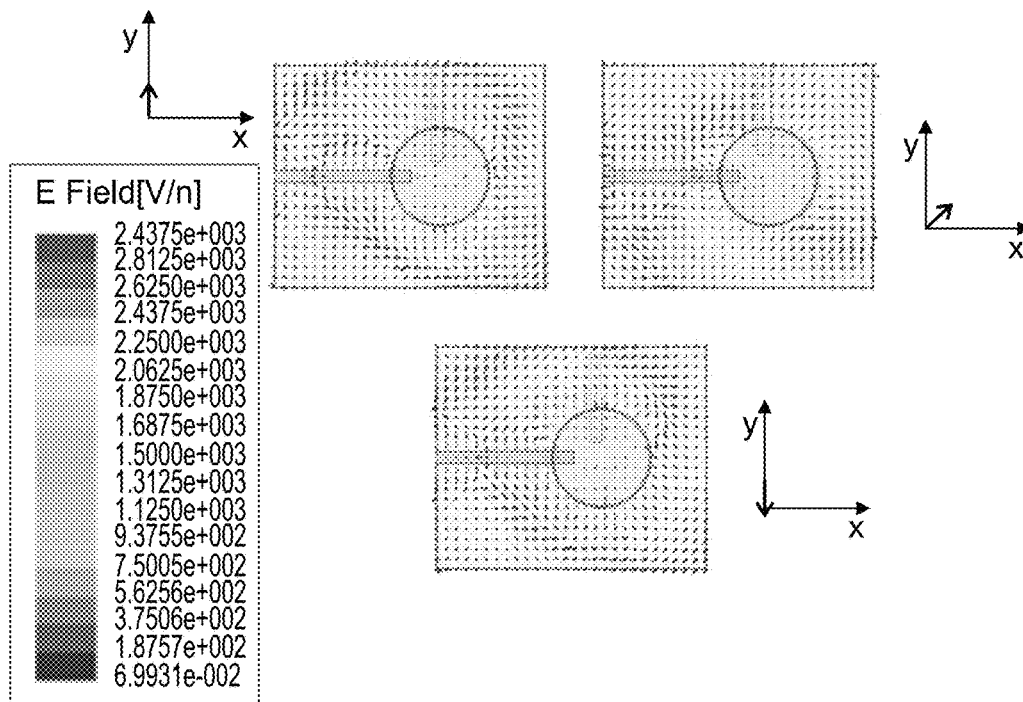 y
x
E Field[V/n]
2.4375e+003
2.8125e+003
2.6250e+003
2.4375e+003
2.2500e+003
2.0625e+003
1.8750e+003
1.6875e+003
1.5000e+003
1.3125e+003
1.1250e+003
9.3755e+002
7.5005e+002
5.6256e+002
3.7506e+002
1.8757e+002
6.9931e-002
y
x
y
x